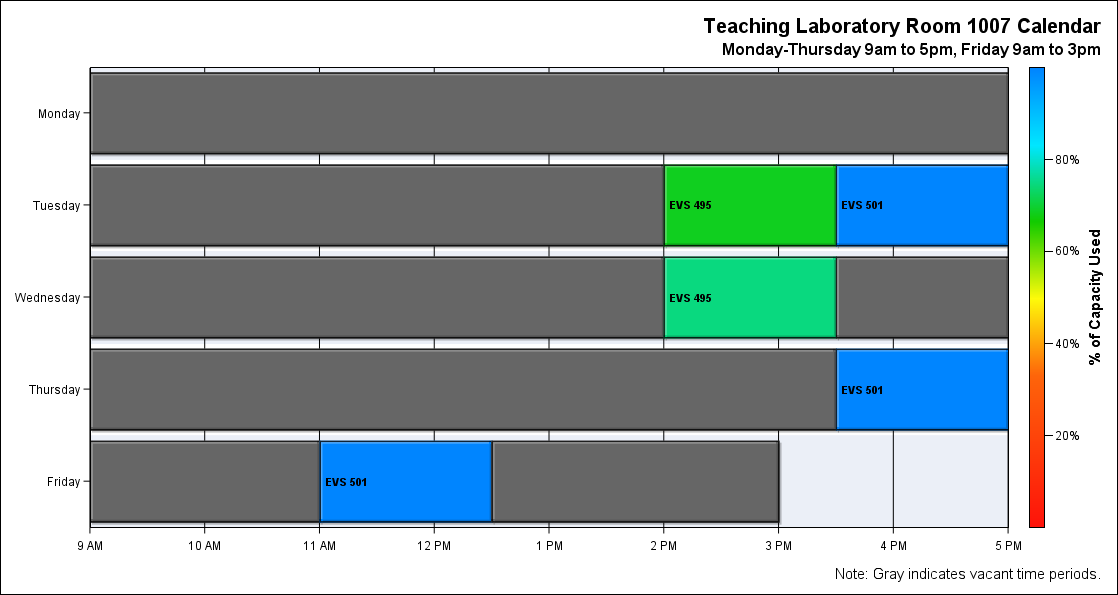 Teaching Laboratory Room 1007 Calendar
Monday-Thursday 9am to 5pm, Friday 9am to 3pm
Monday
Tuesday
EVS 495
EVS 501
Wednesday
EVS 495
Thursday
EVS 501
Friday
EVS 501
9 AM
10 AM
11 AM
12 PM
1 PM
2 PM
3 PM
4 PM
5 PM
80%
60%
40%
20%
% of Capacity Used
Note: Gray indicates vacant time periods.